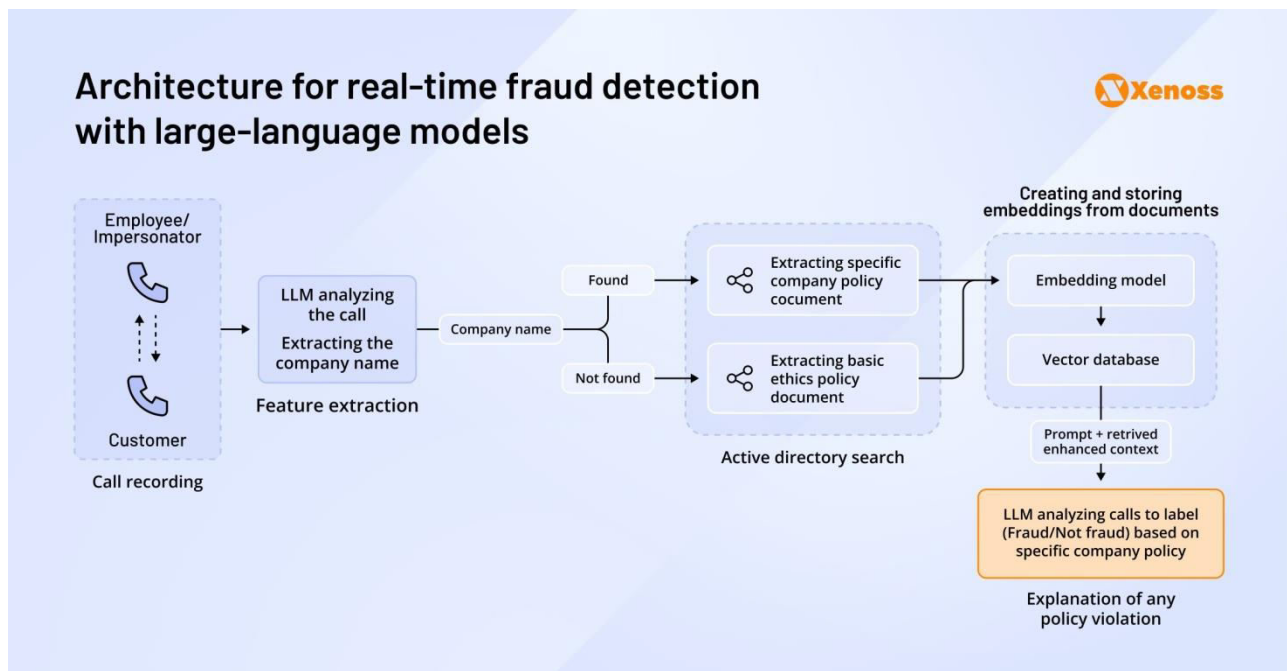 Architecture for real-time fraud detection
with large-language models
Xenoss
Employee/
Impersonator
Customer
Call recording
LLM analyzing
the call
Extracting the
company name
Feature extraction
Company name
Found
Not found
Extracting specific
company policy
cocument
Extracting basic
ethics policy
document
Active directory search
Creating and storing
embeddings from documents
Embedding model
Vector database
Prompt + retrived
enhanced context
LLM analyzing calls to label
(Fraud/Not fraud) based on
specific company policy
Explanation of any
policy violation